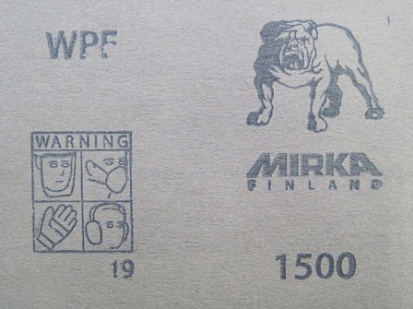 WPF
WARNING
19
MIRKA
FINLAND
1500